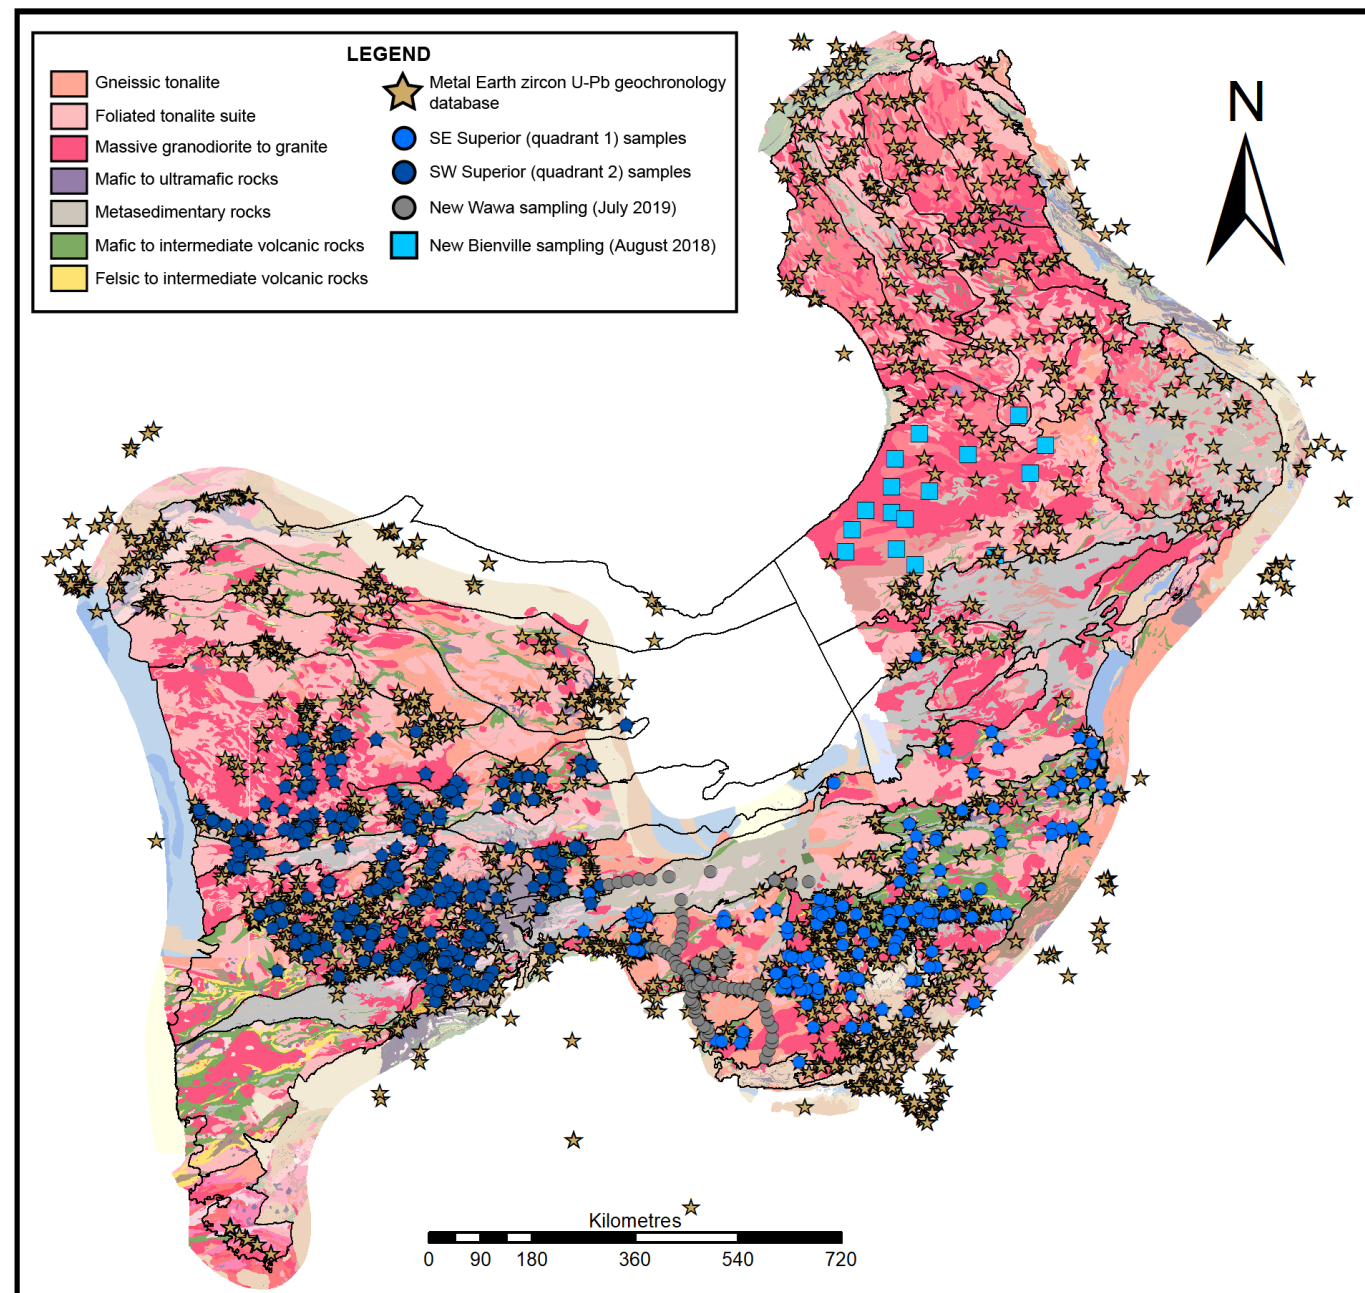 LEGEND
Gneissic tonalite
Foliated tonalite suite
Massive granodiorite to granite
Mafic to ultramafic rocks
Metasedimentary rocks
Mafic to intermediate volcanic rocks
Felsic to intermediate volcanic rocks
Metal Earth zircon U-Pb geochronology
database
SE Superior (quadrant 1) samples
SW Superior (quadrant 2) samples
New Wawa sampling (July 2019)
New Bienville sampling (August 2018)
N
Kilometres
0 90 180 360 540 720